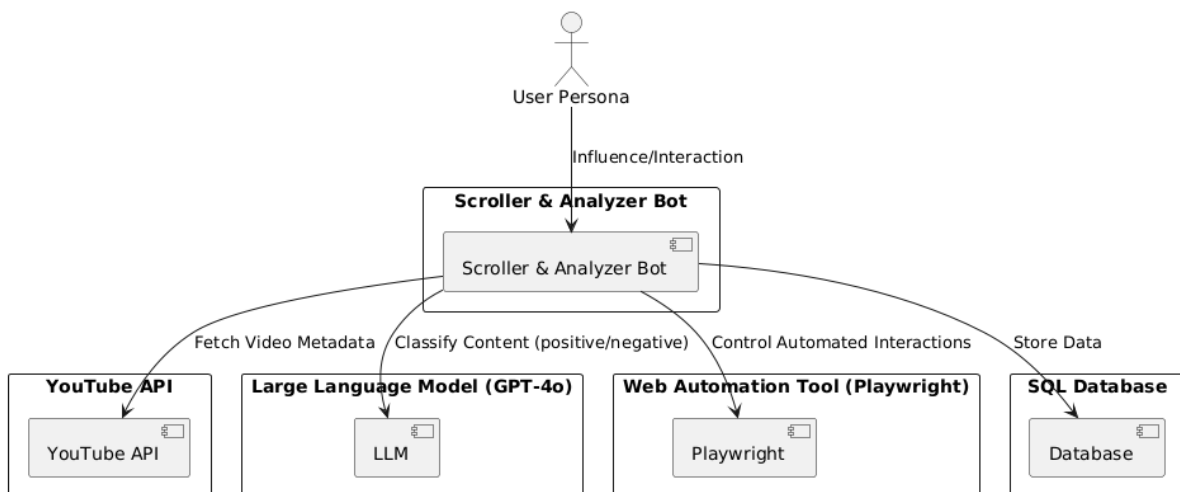 User Persona
Influence/Interaction
Scroller & Analyzer Bot
Scroller & Analyzer Bot
Fetch Video Metadata
Classify Content (positive/negative)
Control Automated Interactions
Store Data
YouTube API
Large Language Model (GPT-4o)
Web Automation Tool (Playwright)
SQL Database
YouTube API
LLM
Playwright
Database